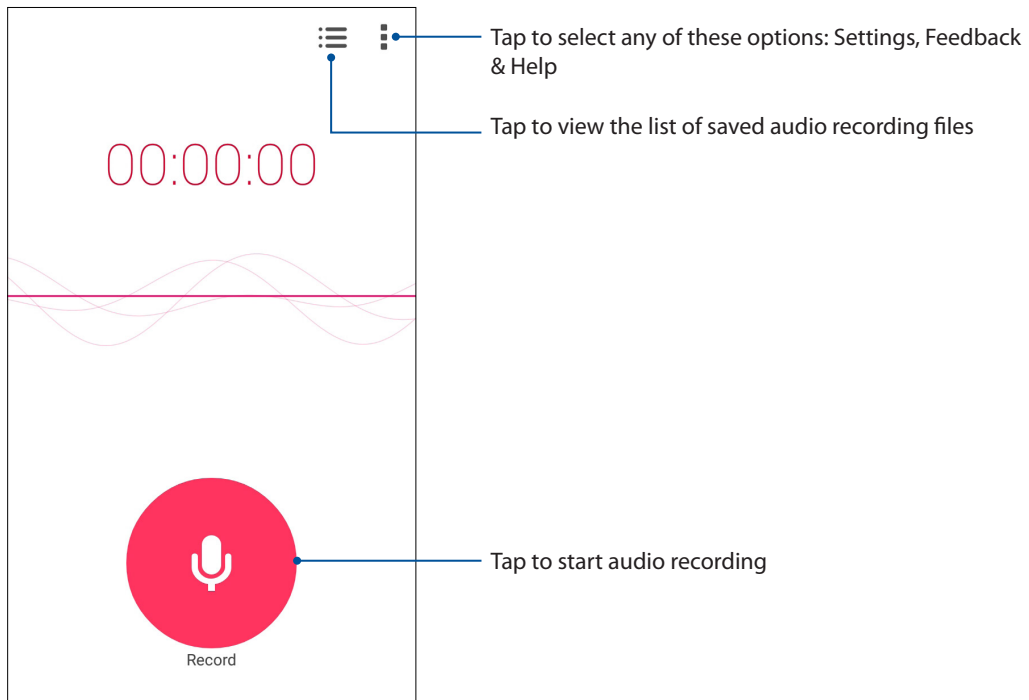 Tap to select any of these options: Settings, Feedback
& Help
Tap to view the list of saved audio recording files
00:00:00
Tap to start audio recording
Record